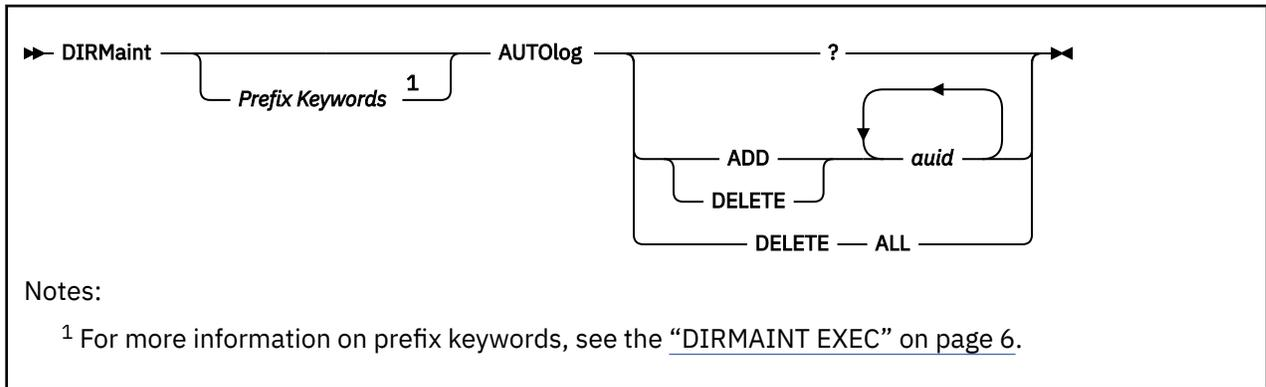 DIRMaint Prefix Keywords 1 AUTOlog ?
ADD auid
DELETE
DELETE ALL
Notes:
1 For more information on prefix keywords, see the “DIRMAINT EXEC” on page 6.